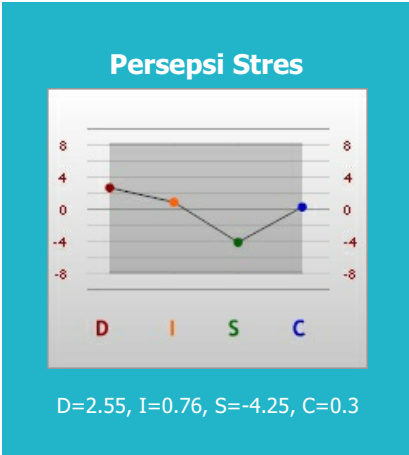 Persepsi Stres
8 8
4 4
0 0
-4 -4
-8 -8
D I S C
D=2.55, I=0.76, S=-4.25, C=0.3